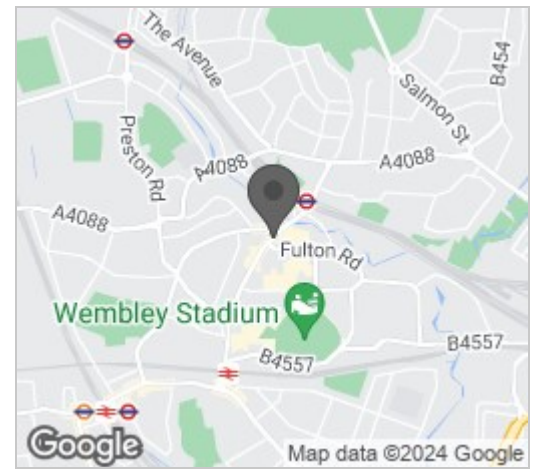 The Avenue
B454
Salmon St
Preston Rd
A4088
A4088
A4088
Fulton Rd
Wembley Stadium
B4557
B4557
Google
Map data ©2024 Google